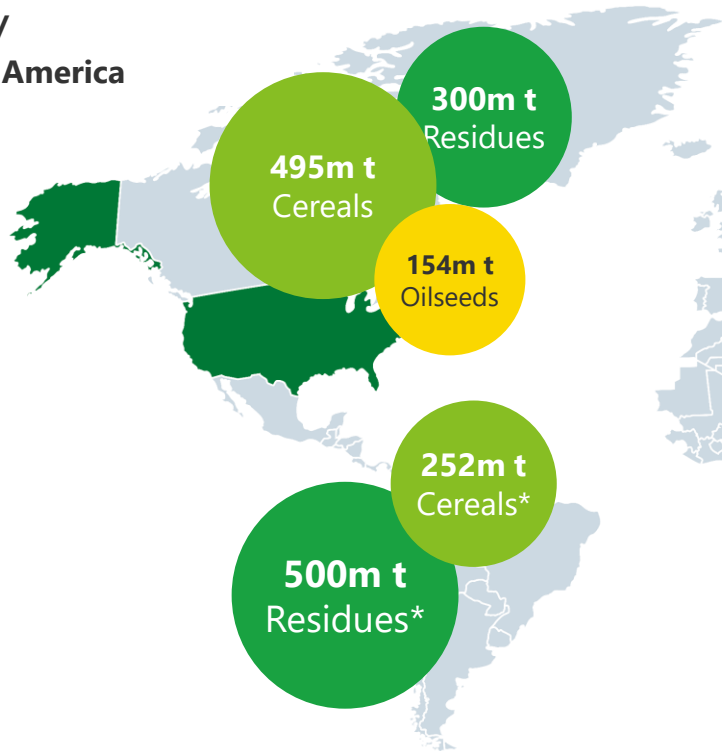 America
300m t
Residues
495m t
Cereals
154m t
Oilseeds
252m t
Cereals*
500m t
Residues*